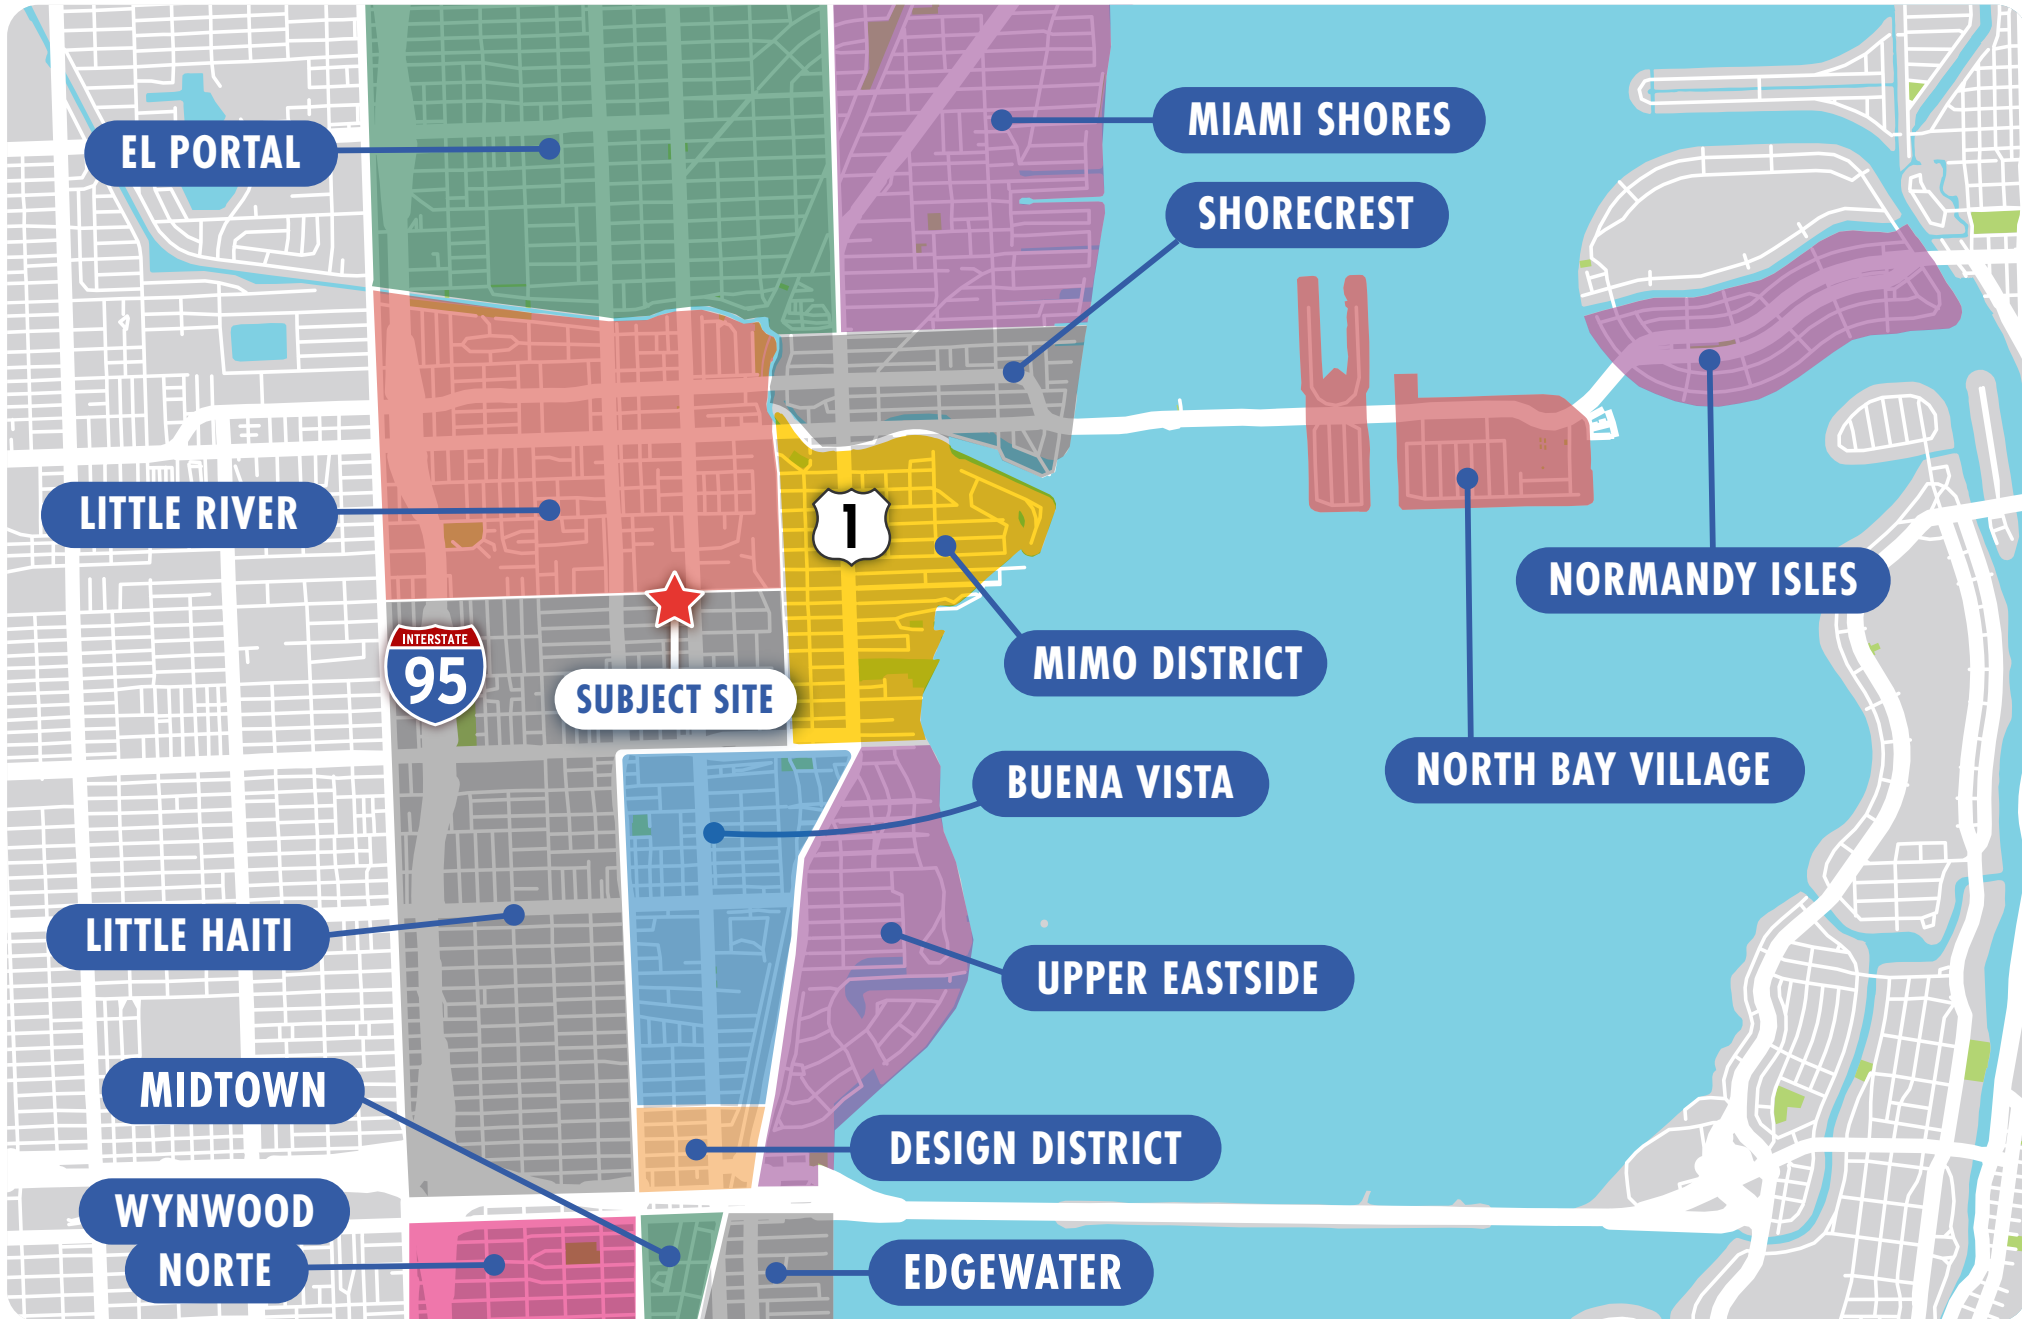 MIAMI SHORES
EL PORTAL
SHORECREST
LITTLE RIVER
1
NORMANDY ISLES
INTERSTATE
95
MIMO DISTRICT
SUBJECT SITE
NORTH BAY VILLAGE
BUENA VISTA
LITTLE HAITI
UPPER EASTSIDE
MIDTOWN
DESIGN DISTRICT
WYNWOOD
NORTE
EDGEWATER